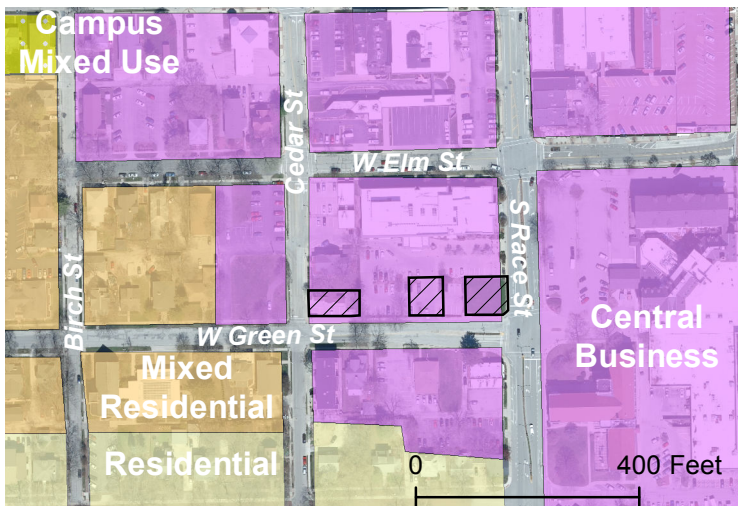 Campus
Mixed Use
Cedar St
W Elm St
S Race St
Birch St
W Green St
Central
Business
Mixed
Residential
Residential
0
400 Feet